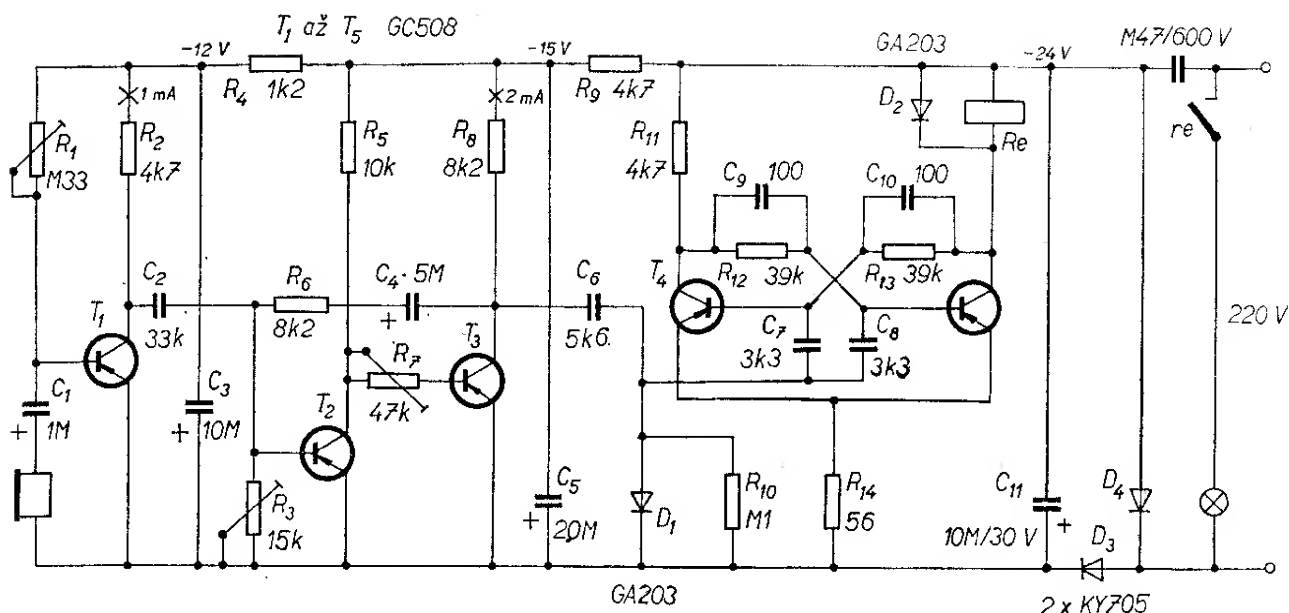 T1 až T5 GC508
-12 V
-15 V
GA203
-24 V
M47/600 V
R4
1k2
R9
4k7
1 mA
2 mA
D2
Re
re
R1
M33
R2
4k7
R5
10k
R8
8k2
R11
4k7
C9 100
C10 100
R12
39k
R13
39k
C2
33k
R6
8k2
C4 5M
+
C6
5k6
T4
T1
T3
C7
3k3
C8
3k3
220 V
R7
47k
C1
+ 1M
C3
+ 10M
T2
R3
15k
C5
+ 20M
D1
R10
M1
R14
56
C11
+
10M/30 V
D4
D3
GA203
2 x KY705